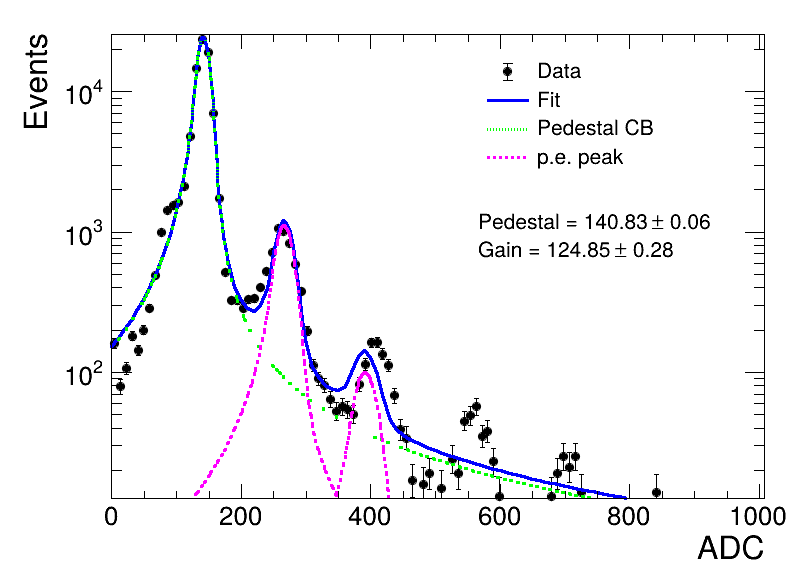 Events
10^4
10^3
10^2
Data
Fit
Pedestal CB
p.e. peak
Pedestal = 140.83 ± 0.06
Gain = 124.85 ± 0.28
0 200 400 600 800 1000
ADC